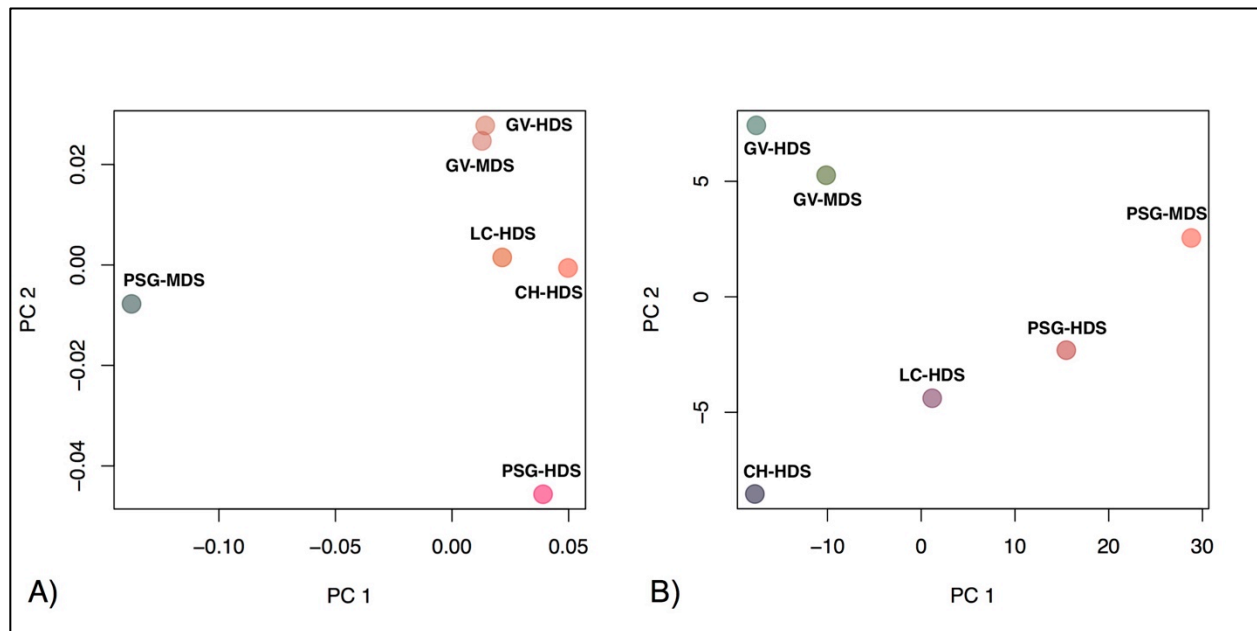 GV-HDS
GV-MDS
LC-HDS
CH-HDS
PSG-MDS
PSG-HDS
0.02
0.00
−0.02
−0.04
PC 2
−0.10
−0.05
0.00
0.05
PC 1
A)
GV-HDS
GV-MDS
PSG-MDS
PSG-HDS
LC-HDS
CH-HDS
5
0
−5
PC 2
−10
0
10
20
30
PC 1
B)